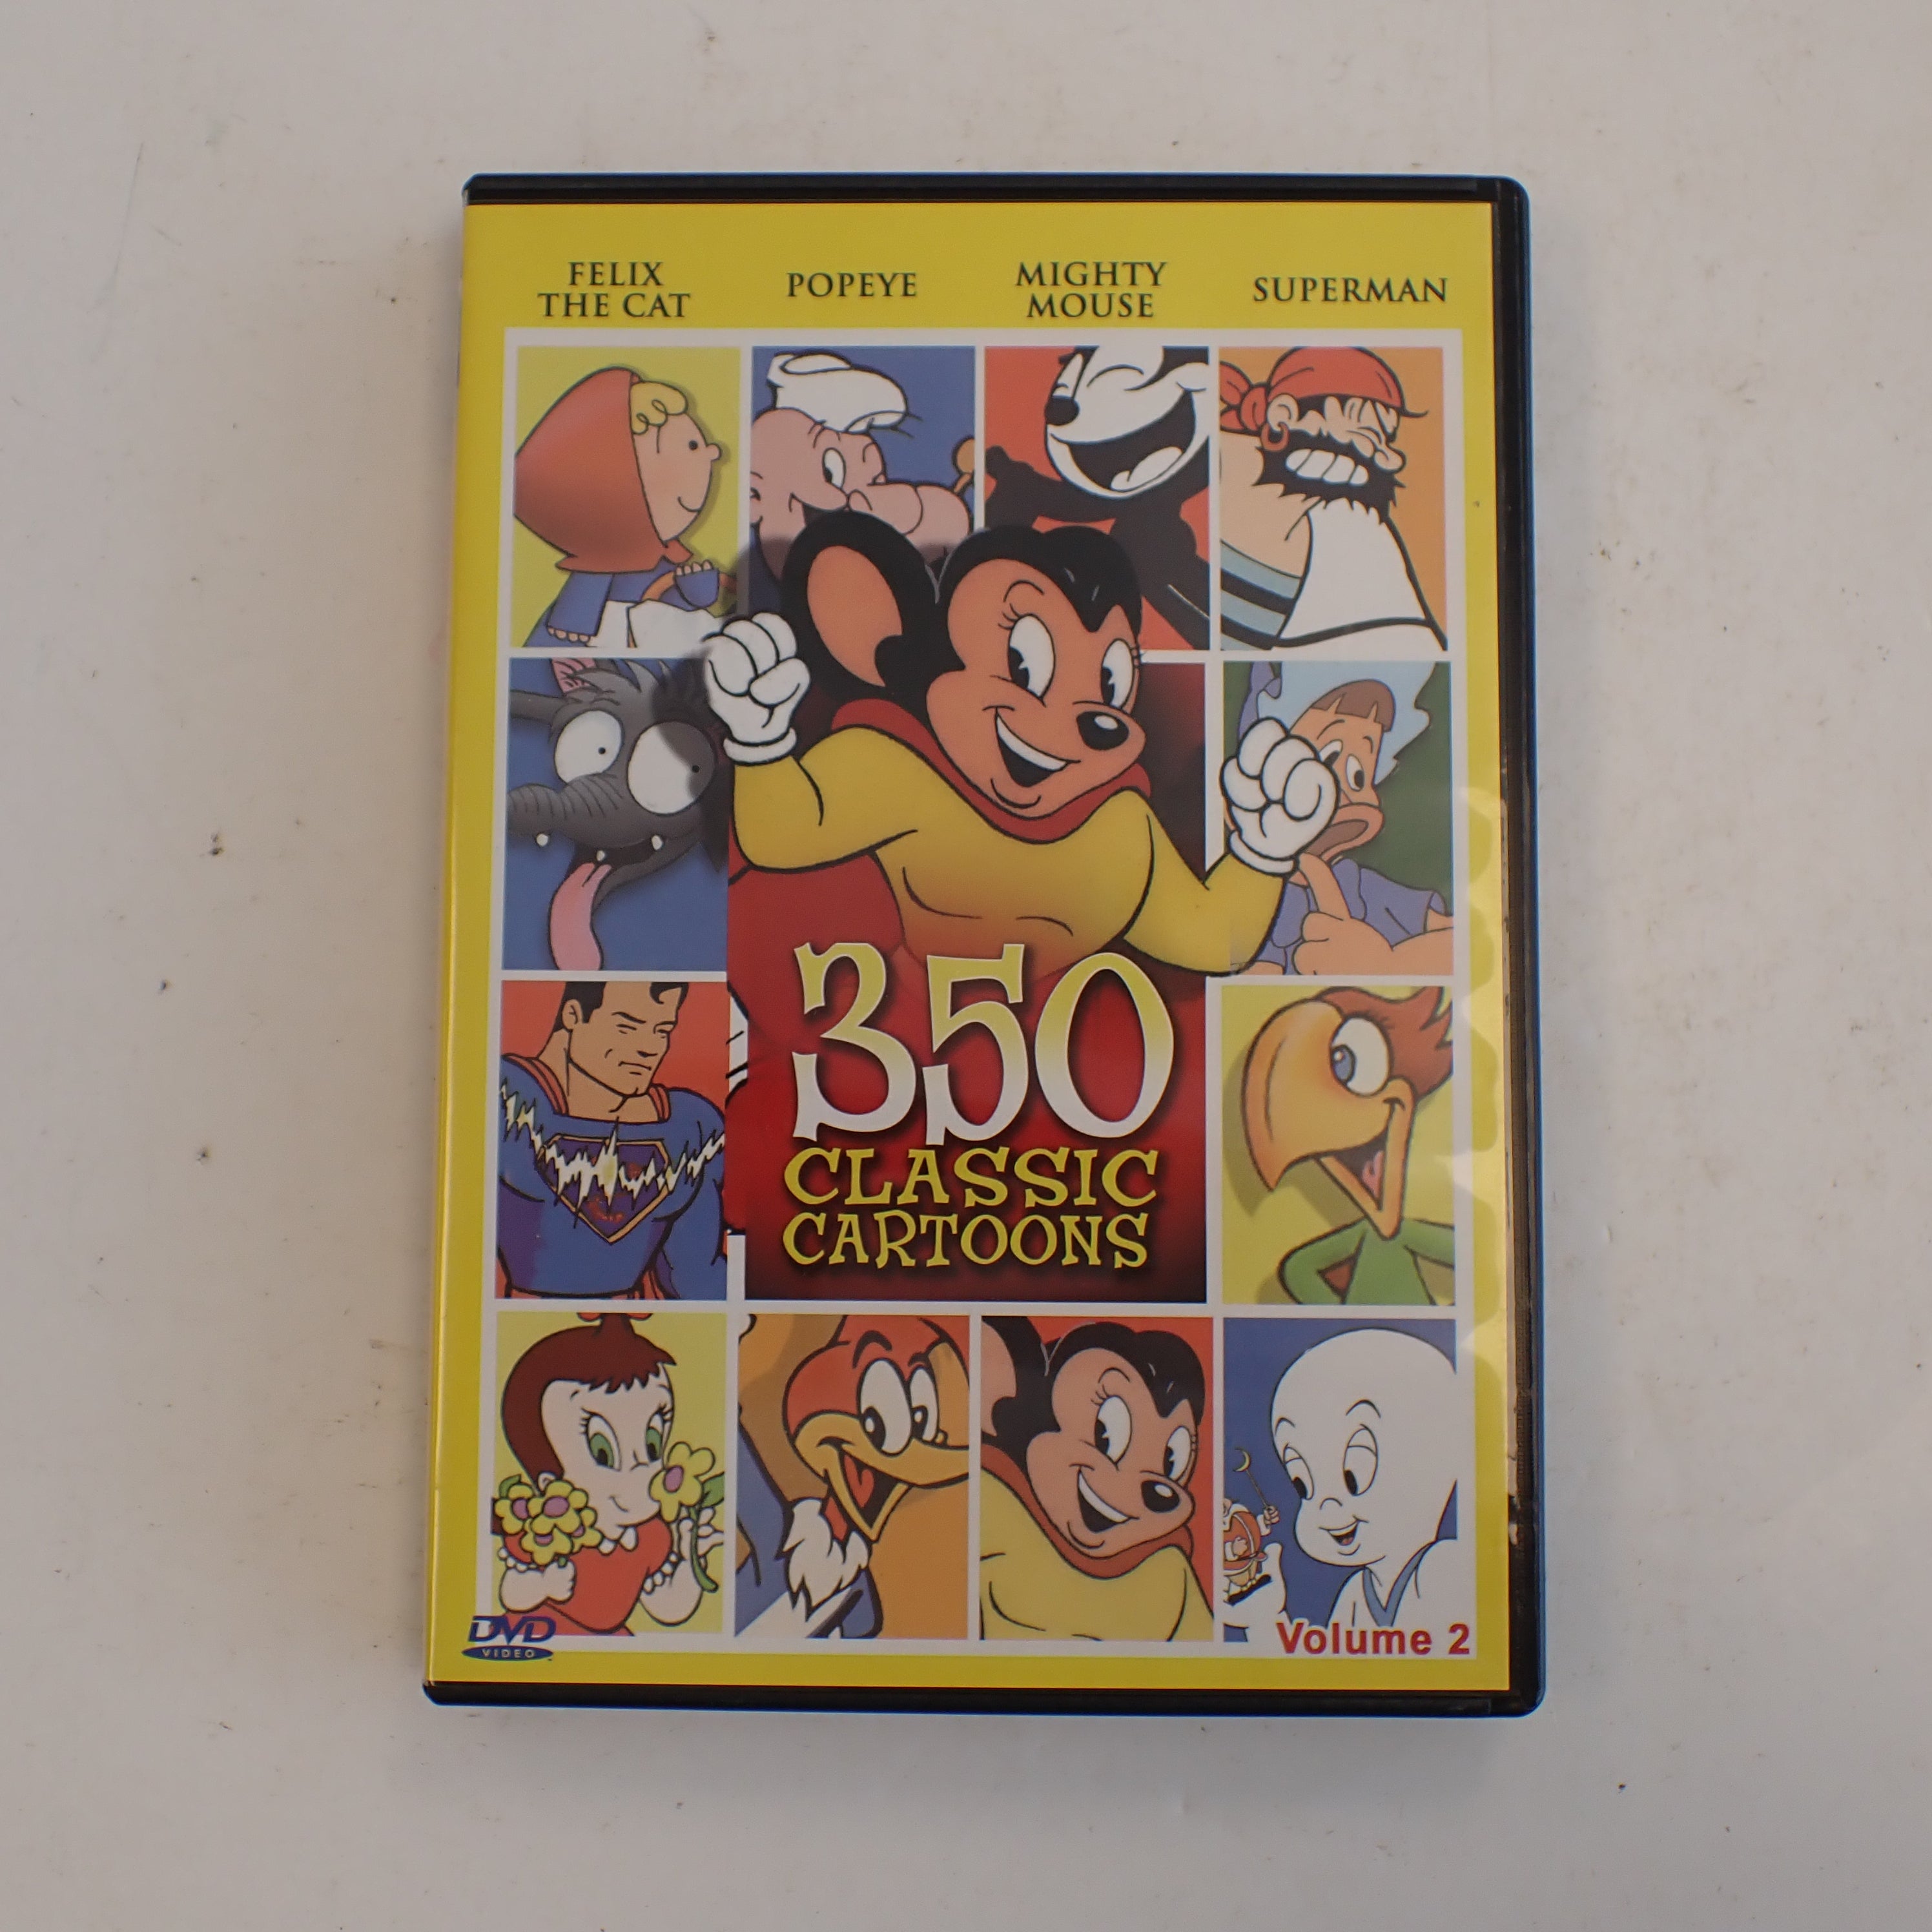 FELIX
THE CAT
POPEYE
MIGHTY
MOUSE
SUPERMAN
350
CLASSIC
CARTOONS
DVD
VIDEO
Volume 2